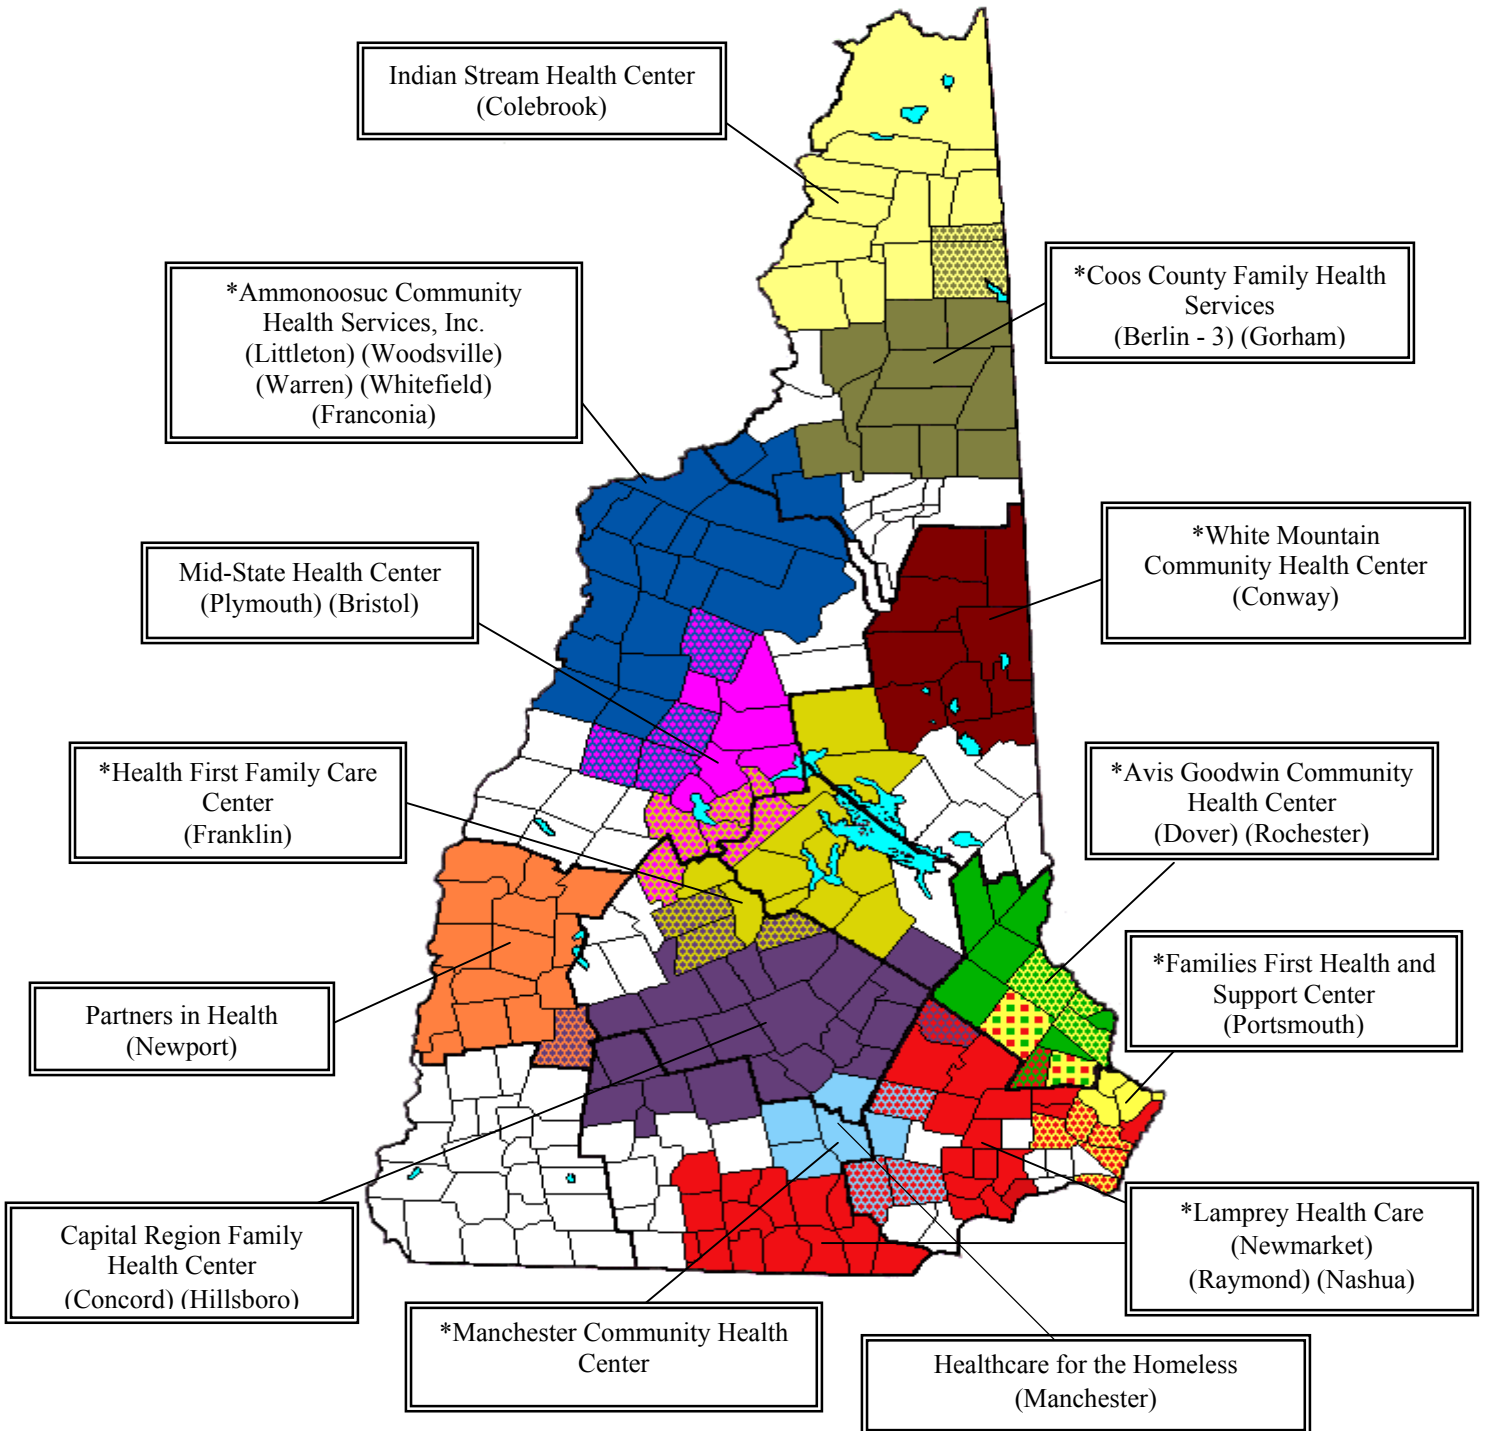 Indian Stream Health Center
(Colebrook)
*Coos County Family Health
Services
(Berlin - 3) (Gorham)
*Ammonoosuc Community
Health Services, Inc.
(Littleton) (Woodsville)
(Warren) (Whitefield)
(Franconia)
*White Mountain
Community Health Center
(Conway)
Mid-State Health Center
(Plymouth) (Bristol)
*Health First Family Care
Center
(Franklin)
*Avis Goodwin Community
Health Center
(Dover) (Rochester)
*Families First Health and
Support Center
(Portsmouth)
Partners in Health
(Newport)
Capital Region Family
Health Center
(Concord) (Hillsboro)
*Lamprey Health Care
(Newmarket)
(Raymond) (Nashua)
*Manchester Community Health
Center
Healthcare for the Homeless
(Manchester)